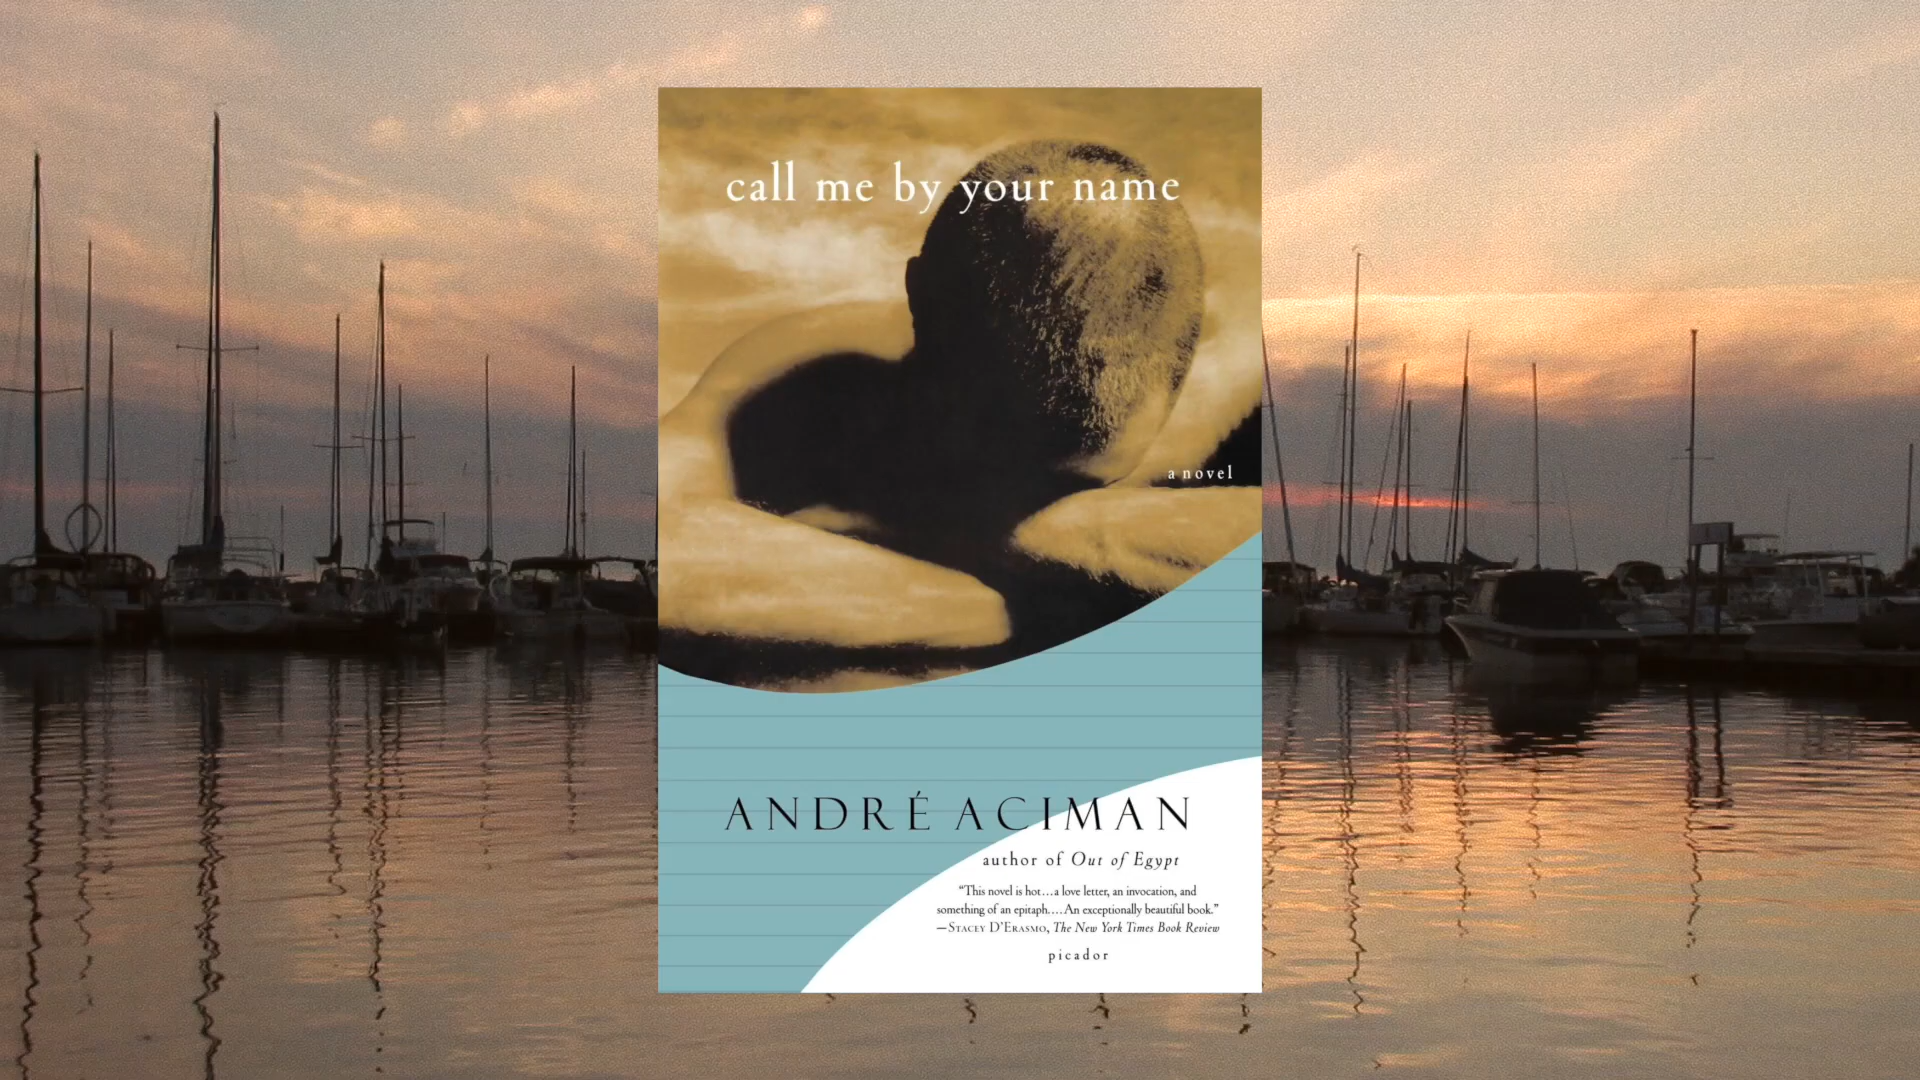 call me by your name
a novel
ANDRÉ ACIMAN
author of Out of Egypt
“This novel is hot…a love letter, an invocation, and
something of an epitaph.…An exceptionally beautiful book.”
—Stacey D’Erasmo, The New York Times Book Review
picador